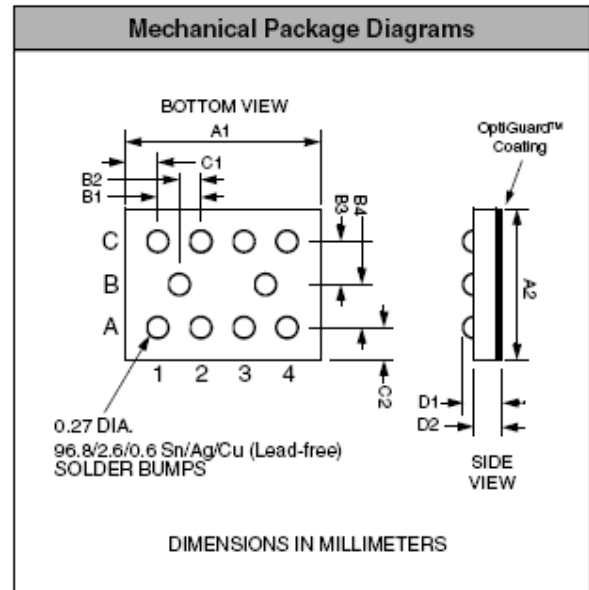 Mechanical Package Diagrams
BOTTOM VIEW
A1
OptiGuard™
Coating
C1
B2
B1
B3
B4
C
B
A
A2
1 2 3 4
C2
D1
D2
0.27 DIA.
96.8/2.6/0.6 Sn/Ag/Cu (Lead-free)
SOLDER BUMPS
SIDE
VIEW
DIMENSIONS IN MILLIMETERS